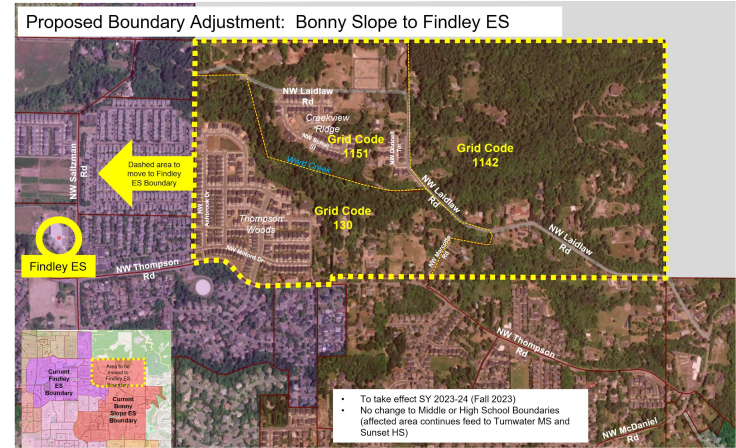 Proposed Boundary Adjustment: Bonny Slope to Findley ES
NW Laidlaw
Rd
Creekview
Ridge
Grid Code
1151
Grid Code
1142
NW Saltzman
Rd
Dashed area to
move to Findley
ES Boundary
Ward Creek
NW Laidlaw
Rd
NW
Grid Code
130
Thompson
Woods
NW Laidlaw
Rd
Rd
NW Thompson
Rd
Findley ES
NW Thompson
Rd
NW McDaniel
Rd
Current
Findley
ES
Boundary
Area to be
moved to
Findley ES
Boundary
Current
Bonny
Slope ES
Boundary
• To take effect SY 2023-24 (Fall 2023)
• No change to Middle or High School Boundaries
(affected area continues feed to Tumwater MS and
Sunset HS)